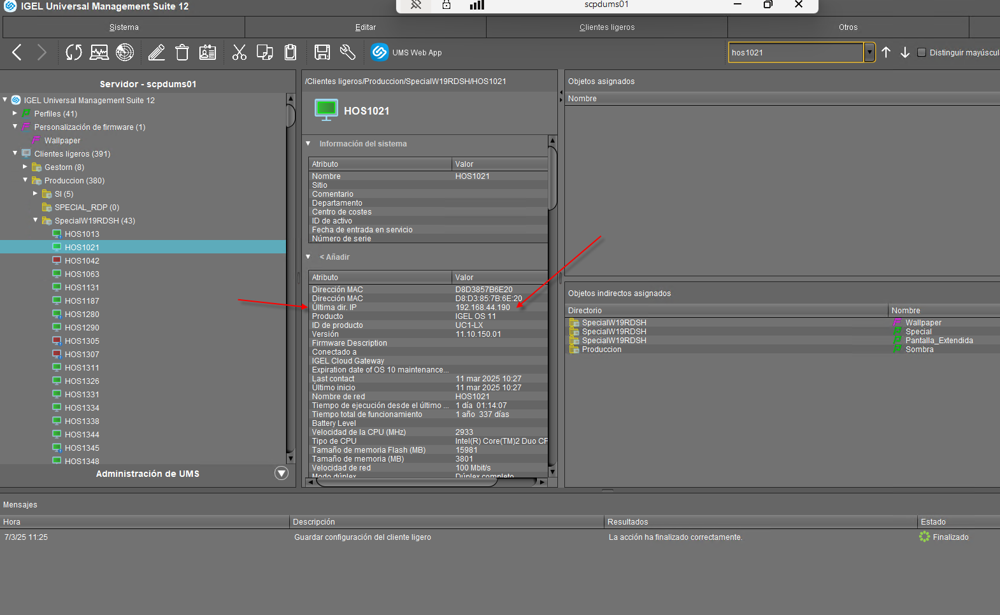 IGEL Universal Management Suite 12
scpdums01
Sistema
Editar
Clientes ligeros
Otros
UMS Web App
hos1021
Distinguir mayúscul
Servidor - scpdums01
IGEL Universal Management Suite 12
Perfiles (41)
Personalización de firmware (1)
Wallpaper
Clientes ligeros (391)
Gestorn (8)
Produccion (380)
SI (5)
SPECIAL_RDP (0)
SpecialW19RDSH (43)
HOS1013
HOS1021
HOS1042
HOS1063
HOS1131
HOS1187
HOS1280
HOS1290
HOS1305
HOS1307
HOS1311
HOS1326
HOS1331
HOS1334
HOS1338
HOS1344
HOS1345
HOS1348
Administración de UMS
/Clientes ligeros/Produccion/SpecialW19RDSH/HOS1021
HOS1021
Información del sistema
Atributo Valor
Nombre HOS1021
Sitio
Comentario
Departamento
Centro de costes
ID de activo
Fecha de entrada en servicio
Número de serie
< Añadir
Atributo Valor
Dirección MAC D8D3857B6E20
Dirección MAC D8:D3:85:7B:6E:20
Última dir. IP 192.168.44.190
Producto IGEL OS 11
ID de producto UC1-LX
Versión 11.10.150.01
Firmware Description
Conectado a
IGEL Cloud Gateway
Expiration date of OS 10 maintenance...
Last contact 11 mar 2025 10:27
Último inicio 11 mar 2025 10:27
Nombre de red HOS1021
Tiempo de ejecución desde el último ... 1 día 01:14:07
Tiempo total de funcionamiento 1 año 337 días
Battery Level
Velocidad de la CPU (MHz) 2933
Tipo de CPU Intel(R) Core(TM)2 Duo CF
Tamaño de memoria Flash (MB) 15981
Tamaño de memoria (MB) 3801
Velocidad de red 100 Mbit/s
Modo dúplex Dúplex completo
Objetos asignados
Nombre
Objetos indirectos asignados
Directorio Nombre
SpecialW19RDSH Wallpaper
SpecialW19RDSH Special
SpecialW19RDSH Pantalla_Extendida
Produccion Sombra
Mensajes
Hora Descripción Resultados Estado
7/3/25 11:25 Guardar configuración del cliente ligero La acción ha finalizado correctamente. Finalizado